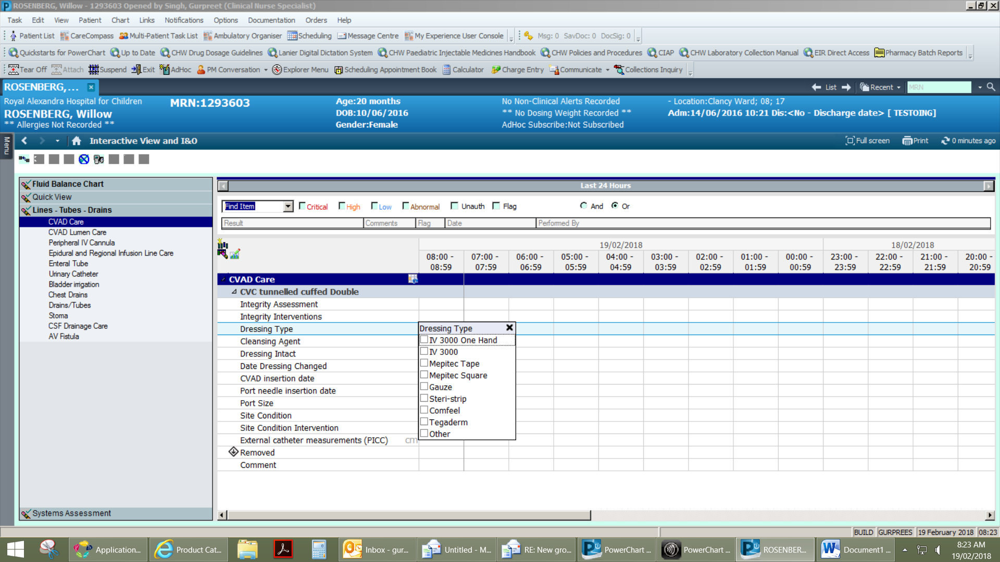 ROSENBERG, Willow - 1293603 Opened by Singh, Gurpreet (Clinical Nurse Specialist)
Task Edit View Patient Chart Links Notifications Options Documentation Orders Help
Patient List CareCompass Multi-Patient Task List Ambulatory Organiser Scheduling Message Centre My Experience User Console Msg: 0 SavDoc: 0 DocSig: 0
Quickstarts for PowerChart Up to Date CHW Drug Dosage Guidelines Lanier Digital Dictation System CHW Paediatric Injectable Medicines Handbook CHW Policies and Procedures CIAP CHW Laboratory Collection Manual EIR Direct Access Pharmacy Batch Reports
Tear Off Attach Suspend Exit AdHoc PM Conversation Explorer Menu Scheduling Appointment Book Calculator Charge Entry Communicate Collections Inquiry
ROSENBERG,... List Recent MRN
Royal Alexandra Hospital for Children MRN:1293603 Age:20 months No Non-Clinical Alerts Recorded - Location:Clancy Ward; 08; 17
ROSENBERG, Willow DOB:10/06/2016 ** No Dosing Weight Recorded ** Adm:14/06/2016 10:21 Dis:<No - Discharge date> [ TESTOING]
** Allergies Not Recorded ** Gender:Female AdHoc Subscribe:Not Subscribed
Menu
Interactive View and I&O Full screen Print 0 minutes ago
Fluid Balance Chart
Quick View
Lines - Tubes - Drains
CVAD Care
CVAD Lumen Care
Peripheral IV Cannula
Epidural and Regional Infusion Line Care
Enteral Tube
Urinary Catheter
Bladder irrigation
Chest Drains
Drains/Tubes
Stoma
CSF Drainage Care
AV Fistula
Systems Assessment
Last 24 Hours
Find Item Critical High Low Abnormal Unauth Flag And Or
Result Comments Flag Date Performed By
19/02/2018 18/02/2018
08:00 - 07:00 - 06:00 - 05:00 - 04:00 - 03:00 - 02:00 - 01:00 - 00:00 - 23:00 - 22:00 - 21:00 - 20:00 -
08:59 07:59 06:59 05:59 04:59 03:59 02:59 01:59 00:59 23:59 22:59 21:59 20:59
CVAD Care
CVC tunnelled cuffed Double
Integrity Assessment
Integrity Interventions
Dressing Type
Cleansing Agent
Dressing Intact
Date Dressing Changed
CVAD insertion date
Port needle insertion date
Port Size
Site Condition
Site Condition Intervention
External catheter measurements (PICC) cm
Removed
Comment
Dressing Type
IV 3000 One Hand
IV 3000
Mepitec Tape
Mepitec Square
Gauze
Steri-strip
Comfeel
Tegaderm
Other
BUILD GURPREES 19 February 2018 08:23
Application... Product Cat... Inbox - gur... Untitled - M... RE: New gro... PowerChart ... PowerChart ... ROSENBER... Document1 ... 8:23 AM
19/02/2018